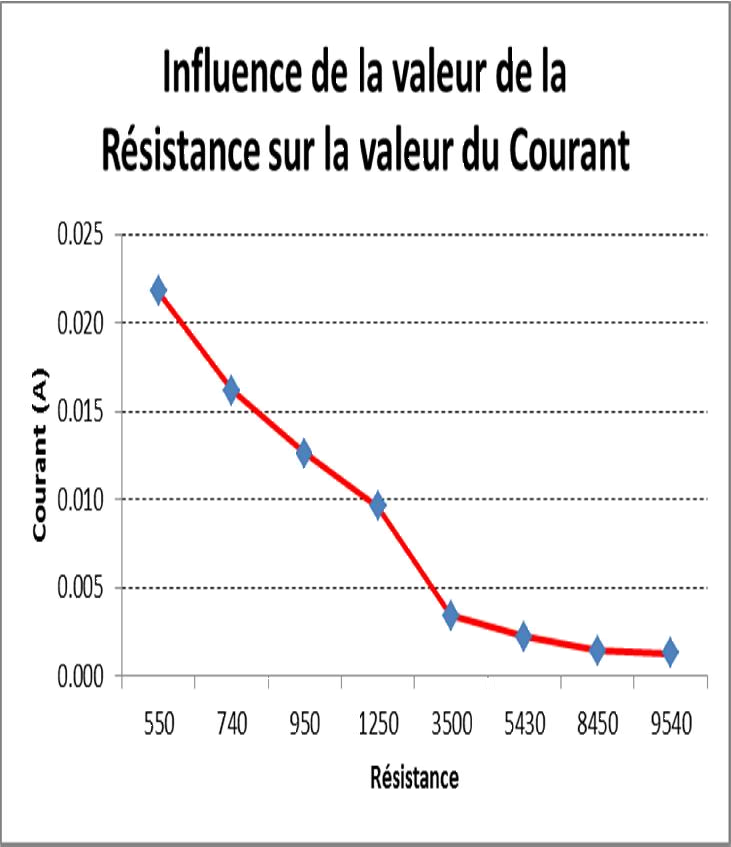 Influence de la valeur de la
Résistance sur la valeur du Courant
0.025
0.020
0.015
0.010
0.005
0.000
Courant (A)
550 740 950 1250 3500 5430 8450 9540
Résistance